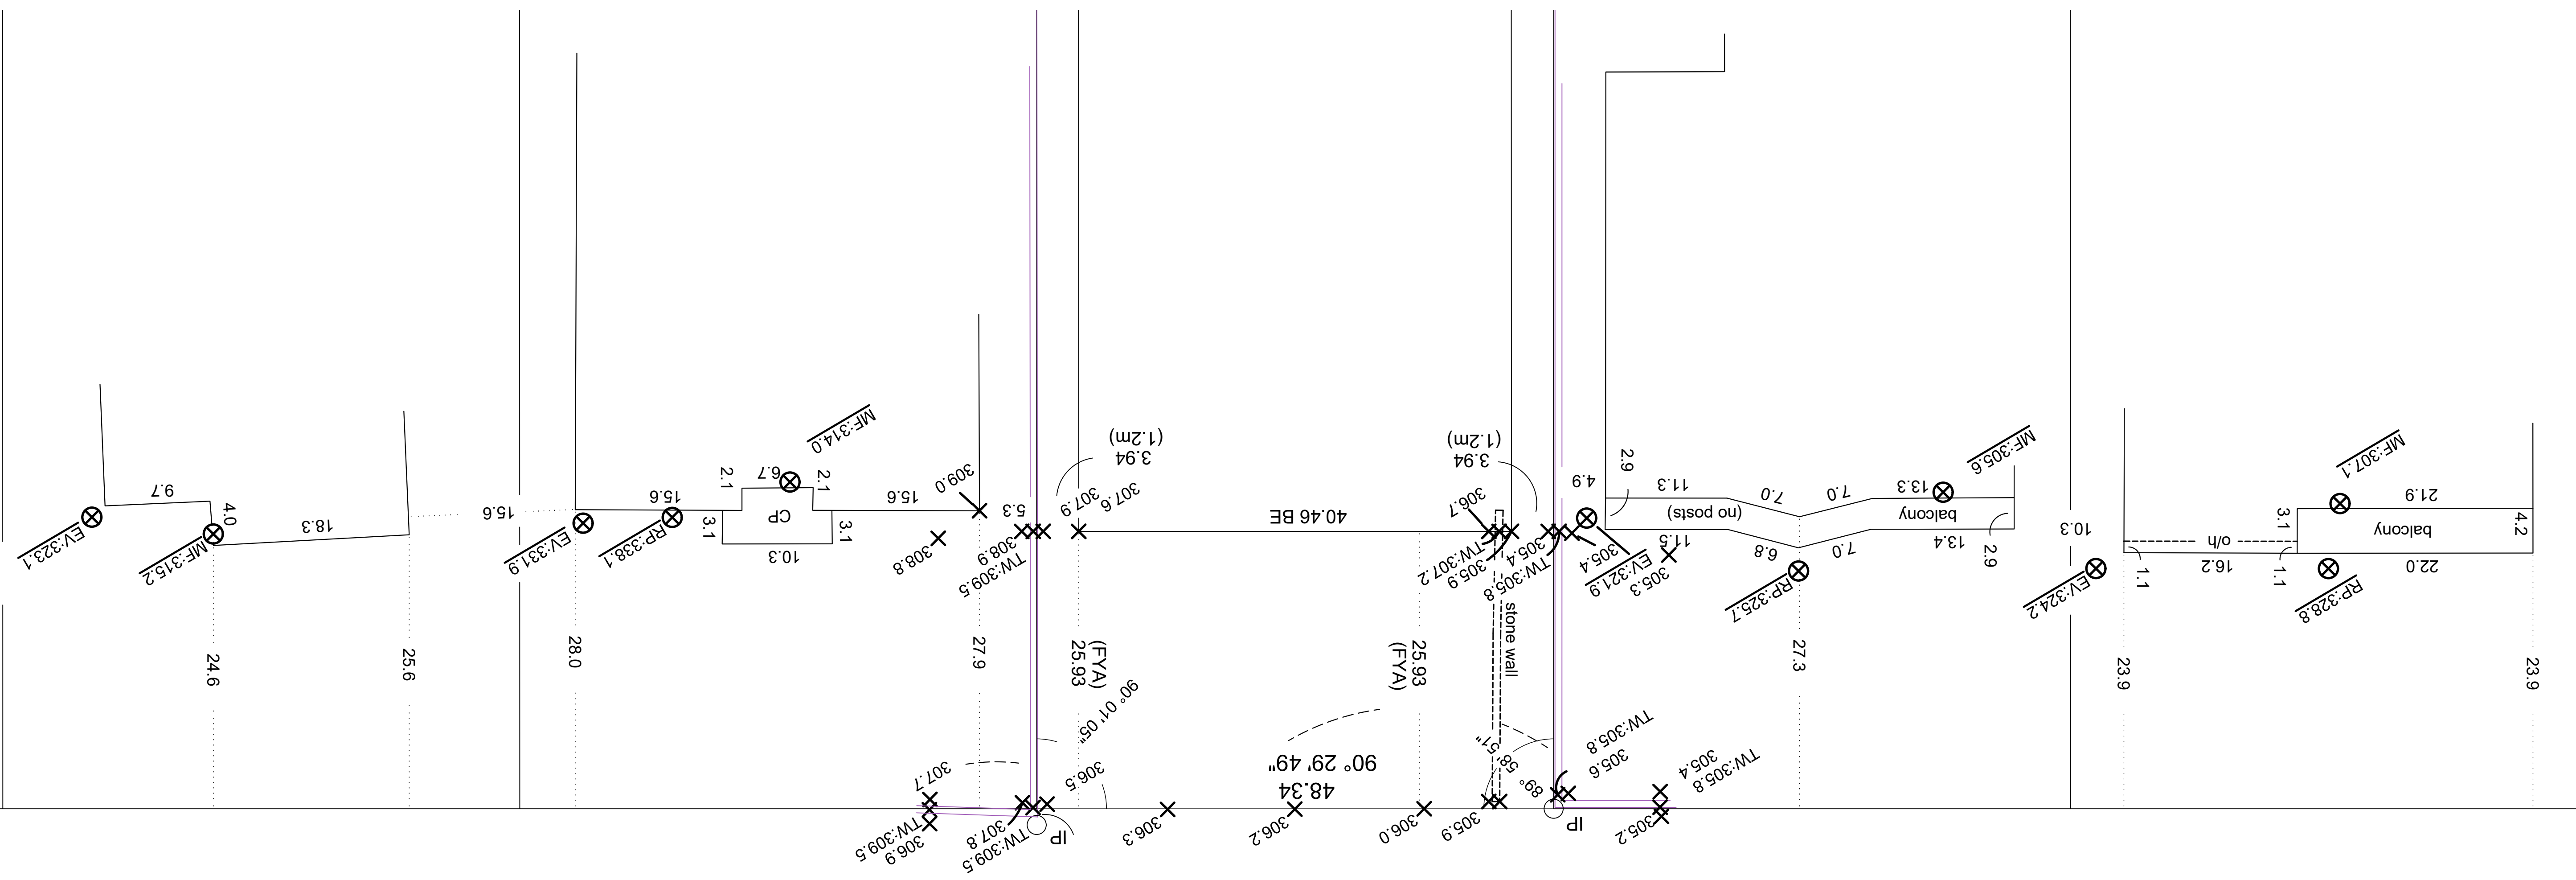 EV:323.1
9.7
4.0
MF:315.2
18.3
24.6
25.6
15.6
EV:331.9
28.0
RP:338.1
15.6
3.1
2.1
6.7
2.1
CP
3.1
10.3
MF:314.0
15.6
309.0
308.8
5.3
308.9
TW:309.5
27.9
3.94
(1.2m)
307.9
307.6
40.46 BE
25.93
(FYA)
25.93
(FYA)
90° 01' 05"
3.94
(1.2m)
306.7
TW:307.2
305.9
305.4
TW:305.8
stone wall
4.9
305.4
EV:321.9
305.3
2.9
11.3
(no posts)
11.5
7.0
6.8
7.0
7.0
RP:325.7
27.3
13.3
balcony
13.4
2.9
MF:305.6
10.3
EV:324.2
1.1
o/h
16.2
3.1
1.1
MF:307.1
21.9
balcony
4.2
22.0
RP:328.8
23.9
23.9
307.7
TW:309.5
306.9
307.8
TW:309.5
IP
306.5
306.3
306.2
90° 29' 49"
48.34
306.0
305.9
89° 58' 51"
IP
TW:305.8
305.6
305.4
TW:305.8
305.2